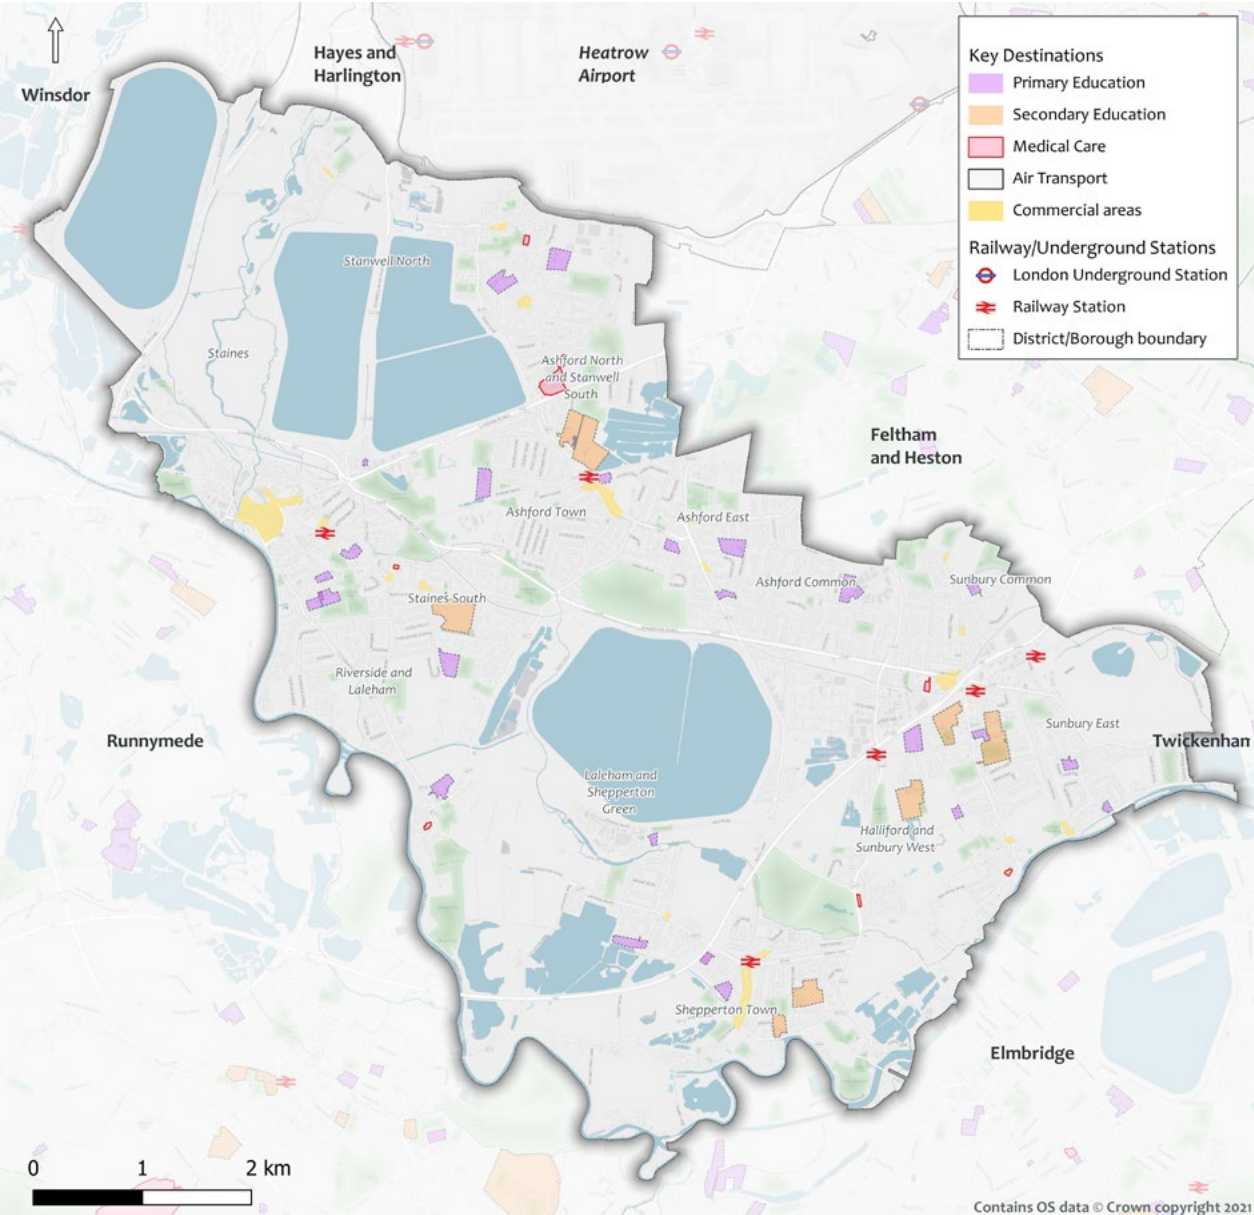 Hayes and
Harlington
Heatrow
Airport
Winsdor
Key Destinations
Primary Education
Secondary Education
Medical Care
Air Transport
Commercial areas
Railway/Underground Stations
London Underground Station
Railway Station
District/Borough boundary
Stanwell North
Staines
Ashford North
and Stanwell
South
Feltham
and Heston
Ashford Town
Ashford East
Ashford Common
Sunbury Common
Staines South
Riverside and
Laleham
Runnymede
Sunbury East
Twickenhan
Laleham and
Shepperton
Green
Halliford and
Sunbury West
Shepperton Town
Elmbridge
0 1 2 km
Contains OS data © Crown copyright 2021